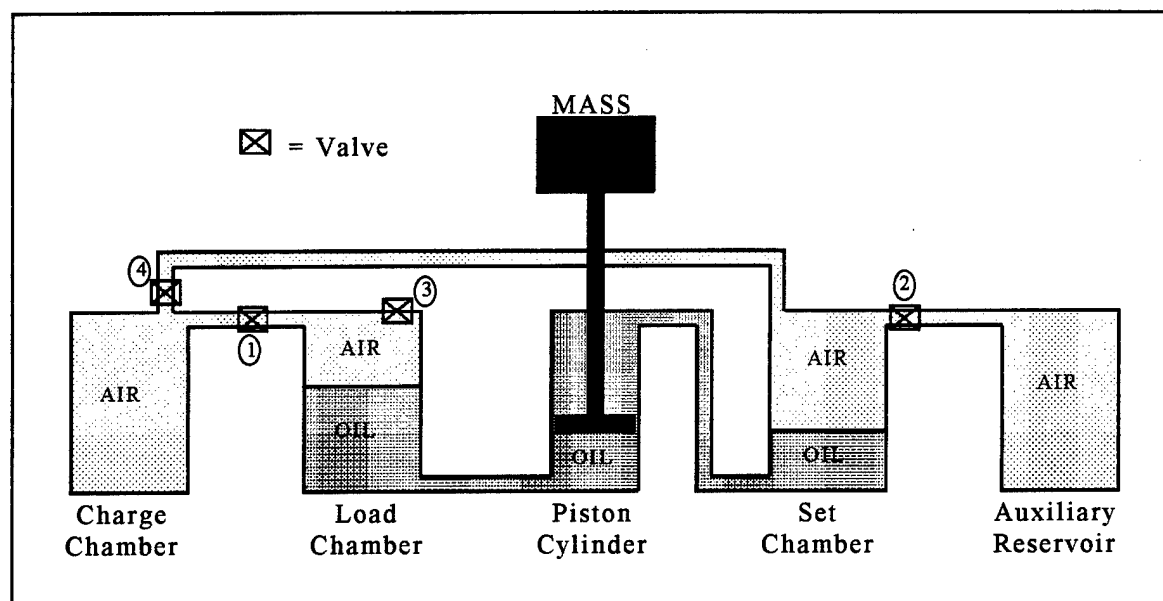 MASS
= Valve
4
3
2
1
AIR
AIR
AIR
AIR
OIL
OIL
OIL
Charge
Chamber
Load
Chamber
Piston
Cylinder
Set
Chamber
Auxiliary
Reservoir